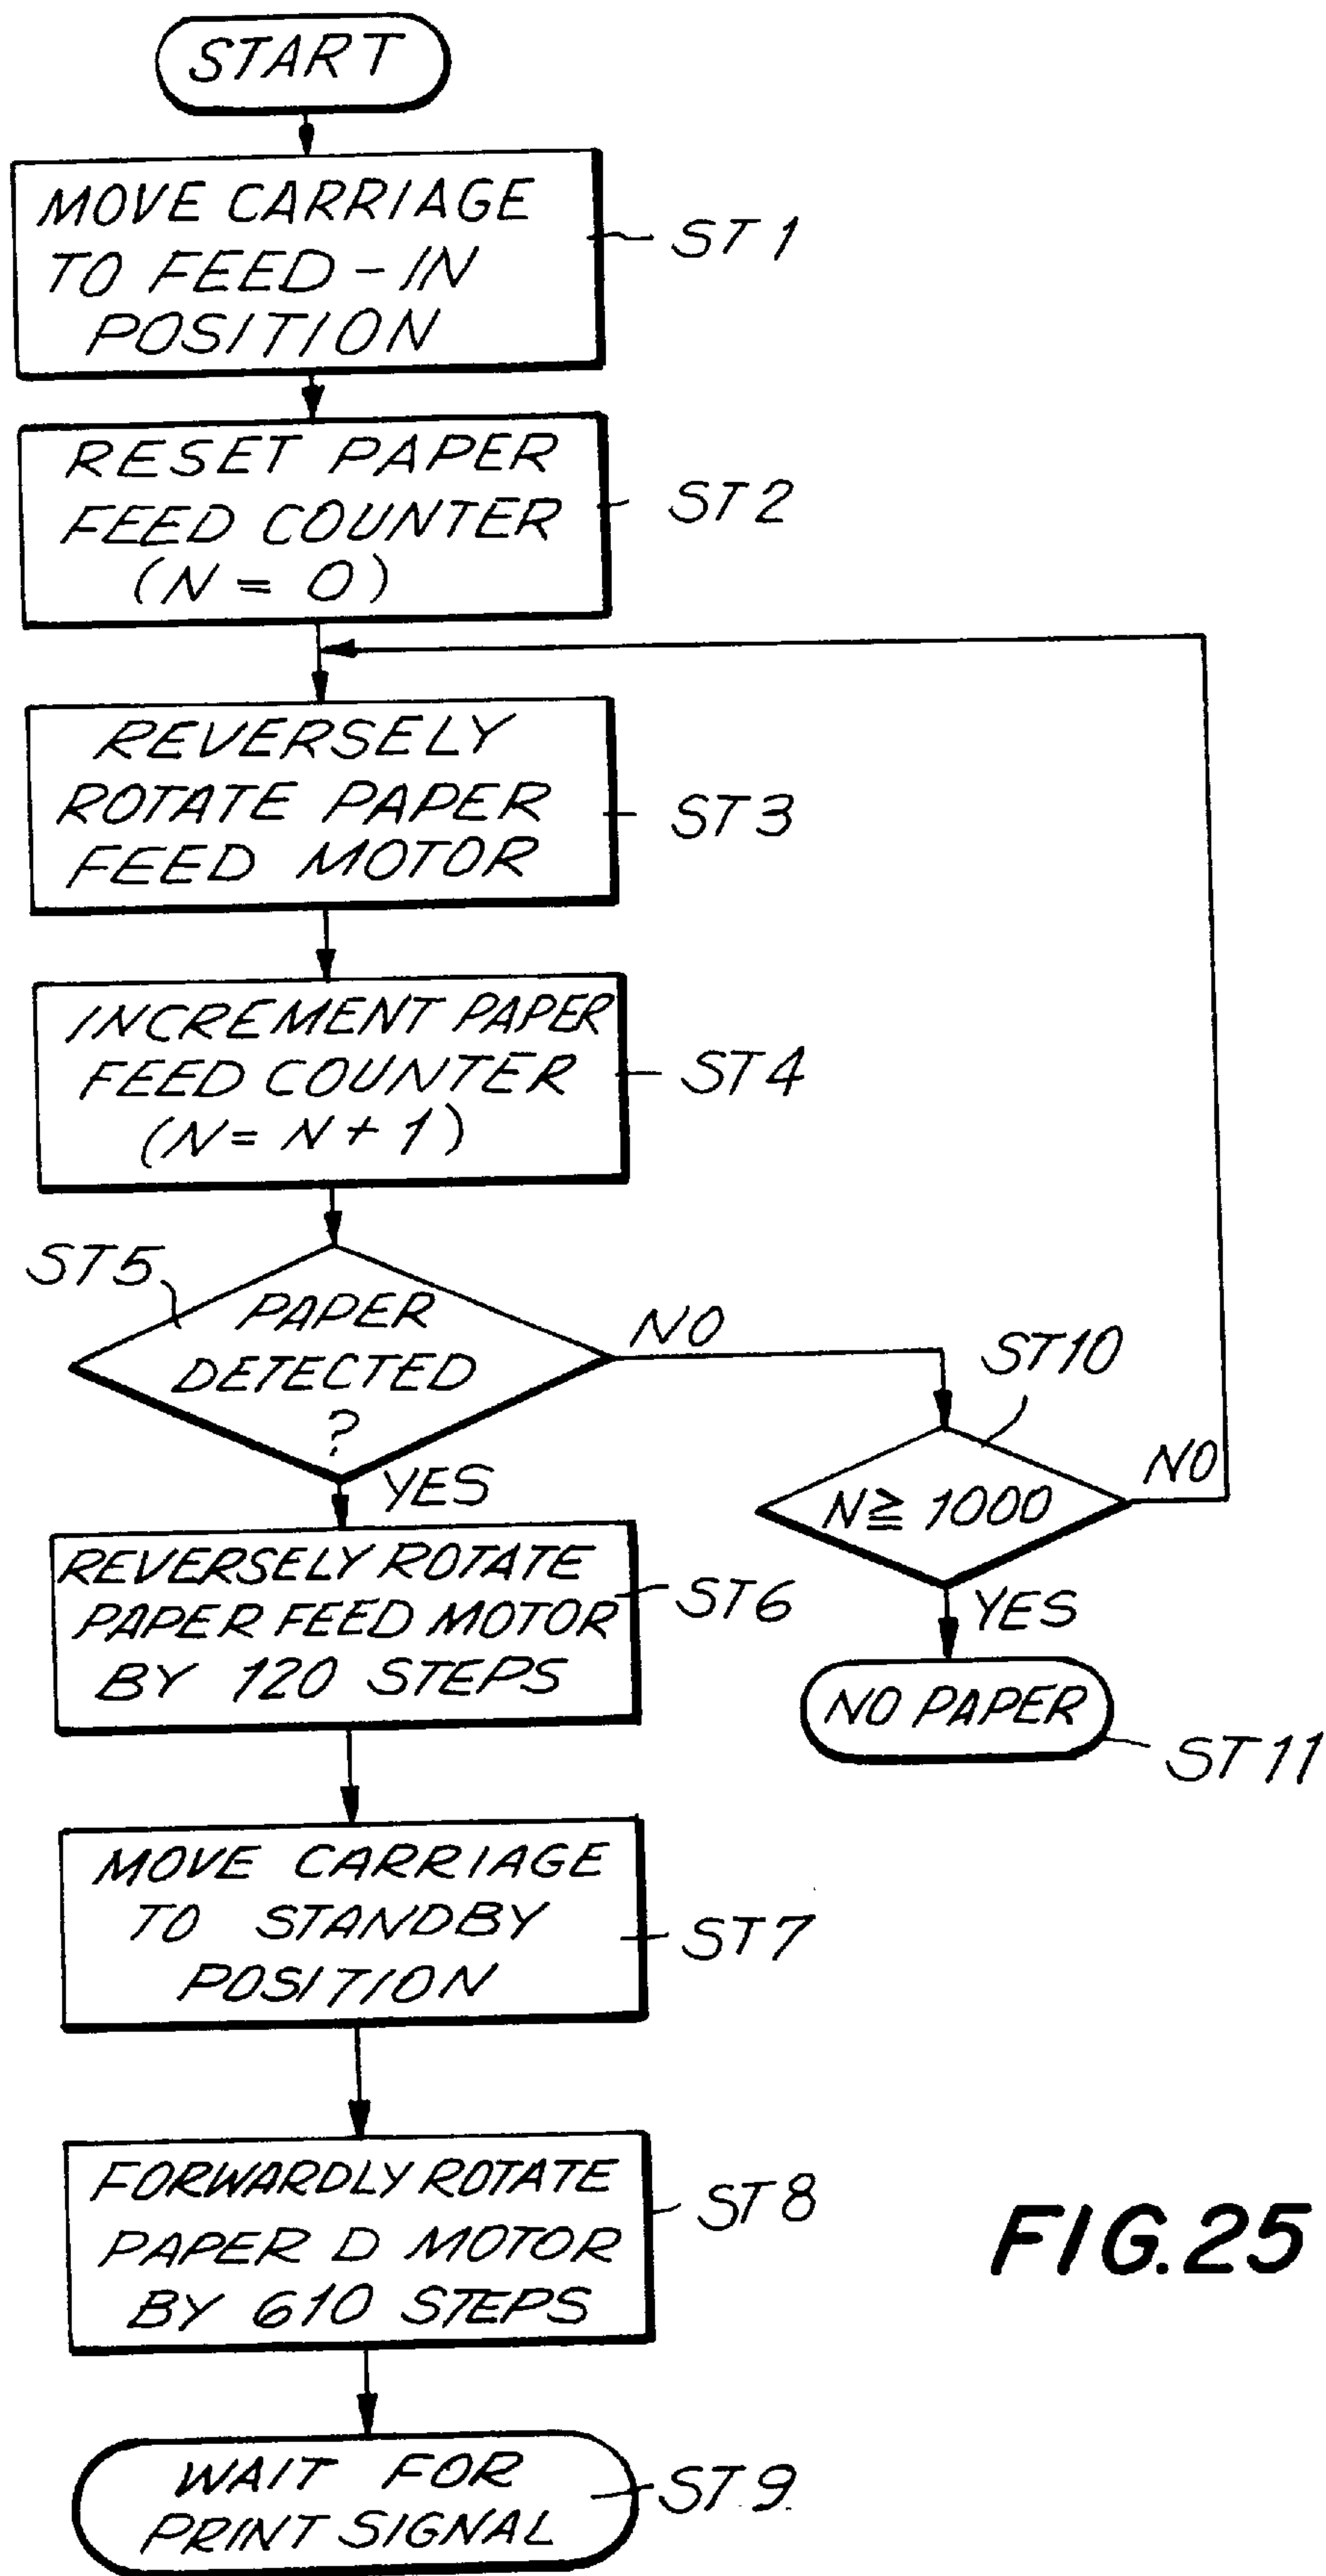 START
MOVE CARRIAGE
TO FEED-IN
POSITION
ST1
RESET PAPER
FEED COUNTER
(N = 0)
ST2
REVERSELY
ROTATE PAPER
FEED MOTOR
ST3
INCREMENT PAPER
FEED COUNTER
(N = N + 1)
ST4
ST5
PAPER
DETECTED
?
NO
YES
ST10
N ≧ 1000
NO
YES
NO PAPER
ST11
REVERSELY ROTATE
PAPER FEED MOTOR
BY 120 STEPS
ST6
MOVE CARRIAGE
TO STANDBY
POSITION
ST7
FORWARDLY ROTATE
PAPER D MOTOR
BY 610 STEPS
ST8
FIG.25
WAIT FOR
PRINT SIGNAL
ST9